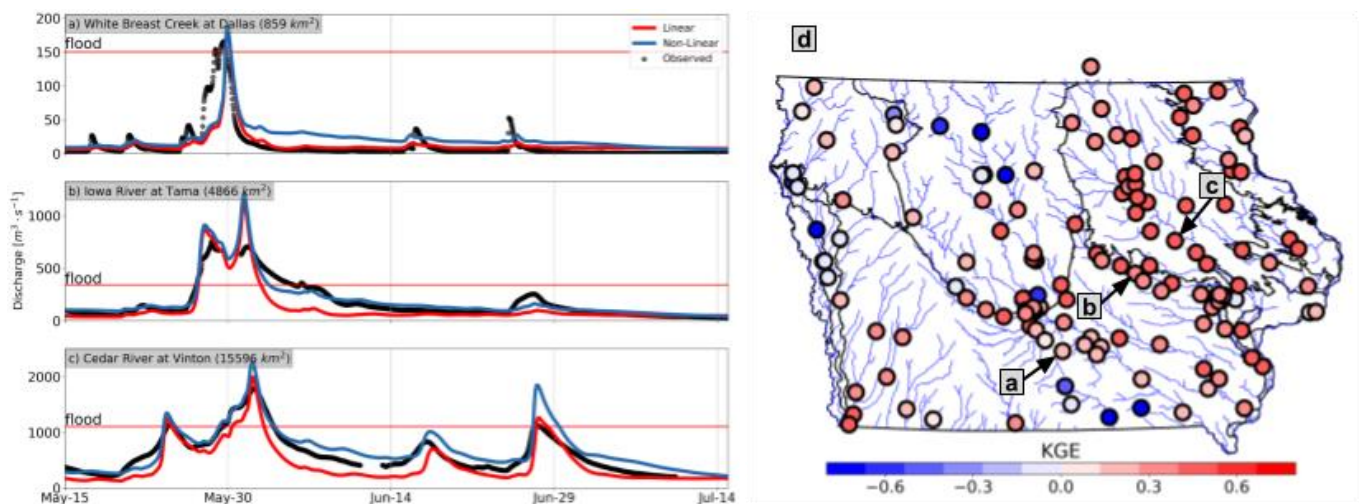 a) White Breast Creek at Dallas (859 km²)
200
150
100
50
0
flood
Linear
Non-Linear
Observed
b) Iowa River at Tama (4866 km²)
1000
500
0
flood
Discharge [m³ · s⁻¹]
c) Cedar River at Vinton (15596 km²)
2000
1000
0
flood
May-15
May-30
Jun-14
Jun-29
Jul-14
d
c
b
a
KGE
−0.6
−0.3
0.0
0.3
0.6